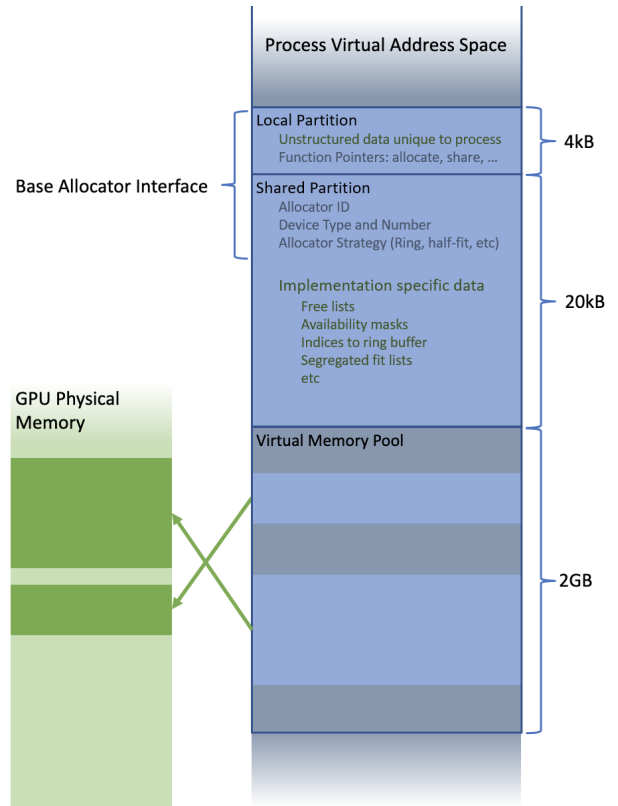 Process Virtual Address Space
Local Partition
Unstructured data unique to process
Function Pointers: allocate, share, ...
4kB
Base Allocator Interface
Shared Partition
Allocator ID
Device Type and Number
Allocator Strategy (Ring, half-fit, etc)
Implementation specific data
Free lists
Availability masks
Indices to ring buffer
Segregated fit lists
etc
20kB
GPU Physical
Memory
Virtual Memory Pool
2GB